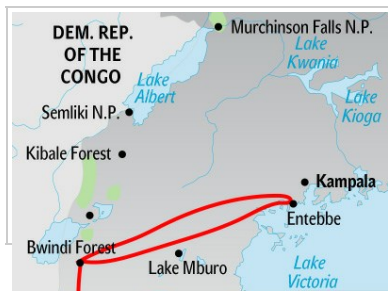 Murchinson Falls N.P.
DEM. REP.
OF THE
CONGO
Lake
Kwania
Lake
Albert
Lake
Kioga
Semliki N.P.
Kibale Forest
Kampala
Entebbe
Bwindi Forest
Lake Mburo
Lake
Victoria